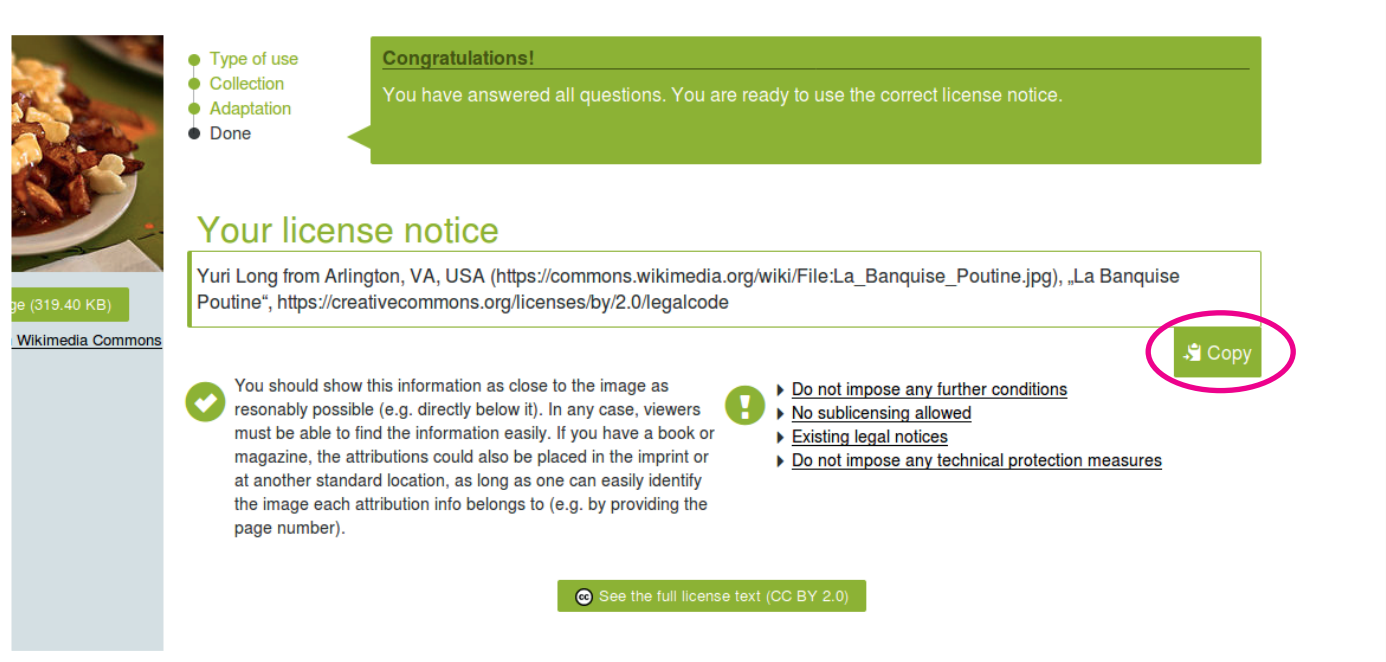 Type of use
Collection
Adaptation
Done
Congratulations!
You have answered all questions. You are ready to use the correct license notice.
ge (319.40 KB)
Wikimedia Commons
Your license notice
Yuri Long from Arlington, VA, USA (https://commons.wikimedia.org/wiki/File:La_Banquise_Poutine.jpg), „La Banquise
Poutine“, https://creativecommons.org/licenses/by/2.0/legalcode
Copy
You should show this information as close to the image as
resonably possible (e.g. directly below it). In any case, viewers
must be able to find the information easily. If you have a book or
magazine, the attributions could also be placed in the imprint or
at another standard location, as long as one can easily identify
the image each attribution info belongs to (e.g. by providing the
page number).
Do not impose any further conditions
No sublicensing allowed
Existing legal notices
Do not impose any technical protection measures
cc See the full license text (CC BY 2.0)